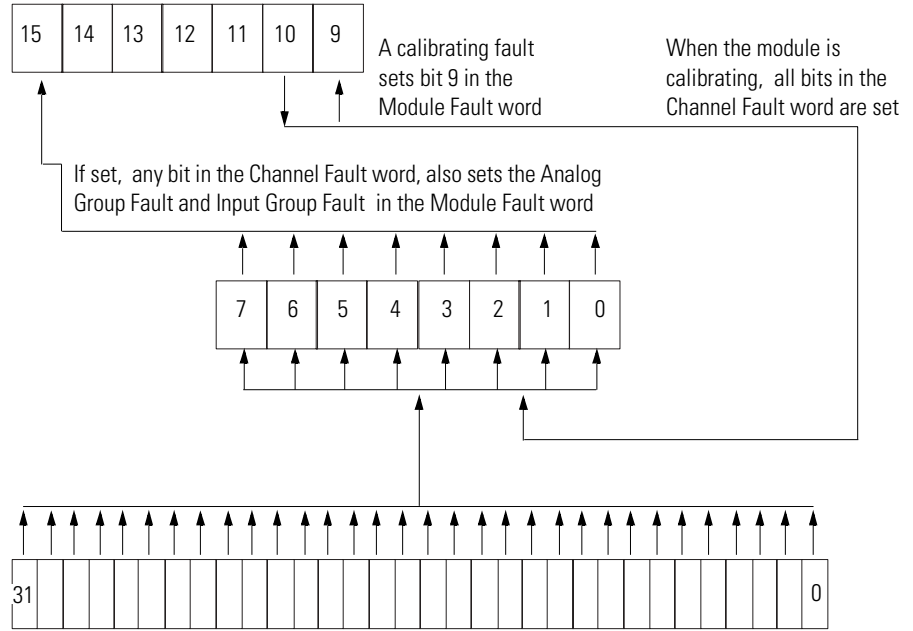 15 14 13 12 11 10 9
A calibrating fault
sets bit 9 in the
Module Fault word
When the module is
calibrating, all bits in the
Channel Fault word are set
If set, any bit in the Channel Fault word, also sets the Analog
Group Fault and Input Group Fault in the Module Fault word
7 6 5 4 3 2 1 0
31 0